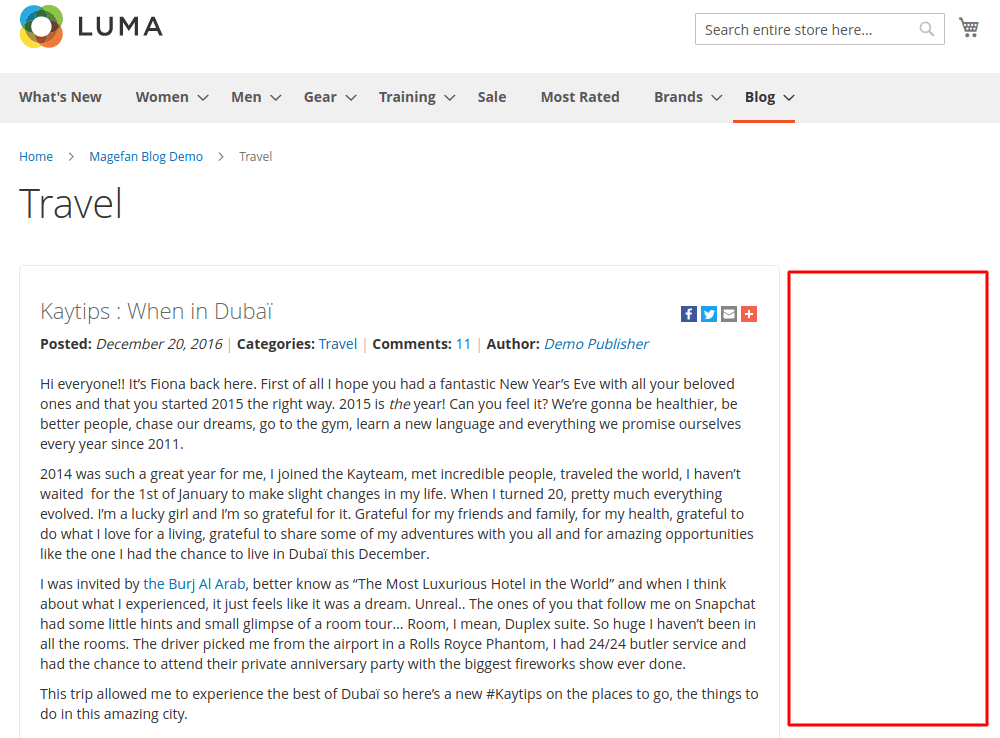 LUMA
Search entire store here...
What's New Women Men Gear Training Sale Most Rated Brands Blog
Home Magefan Blog Demo Travel
Travel
Kaytips : When in Dubaï
Posted: December 20, 2016 | Categories: Travel | Comments: 11 | Author: Demo Publisher
Hi everyone!! It’s Fiona back here. First of all I hope you had a fantastic New Year’s Eve with all your beloved
ones and that you started 2015 the right way. 2015 is the year! Can you feel it? We’re gonna be healthier, be
better people, chase our dreams, go to the gym, learn a new language and everything we promise ourselves
every year since 2011.
2014 was such a great year for me, I joined the Kayteam, met incredible people, traveled the world, I haven’t
waited  for the 1st of January to make slight changes in my life. When I turned 20, pretty much everything
evolved. I’m a lucky girl and I’m so grateful for it. Grateful for my friends and family, for my health, grateful to
do what I love for a living, grateful to share some of my adventures with you all and for amazing opportunities
like the one I had the chance to live in Dubaï this December.
I was invited by the Burj Al Arab, better know as “The Most Luxurious Hotel in the World” and when I think
about what I experienced, it just feels like it was a dream. Unreal.. The ones of you that follow me on Snapchat
had some little hints and small glimpse of a room tour… Room, I mean, Duplex suite. So huge I haven’t been in
all the rooms. The driver picked me from the airport in a Rolls Royce Phantom, I had 24/24 butler service and
had the chance to attend their private anniversary party with the biggest fireworks show ever done.
This trip allowed me to experience the best of Dubaï so here’s a new #Kaytips on the places to go, the things to
do in this amazing city.